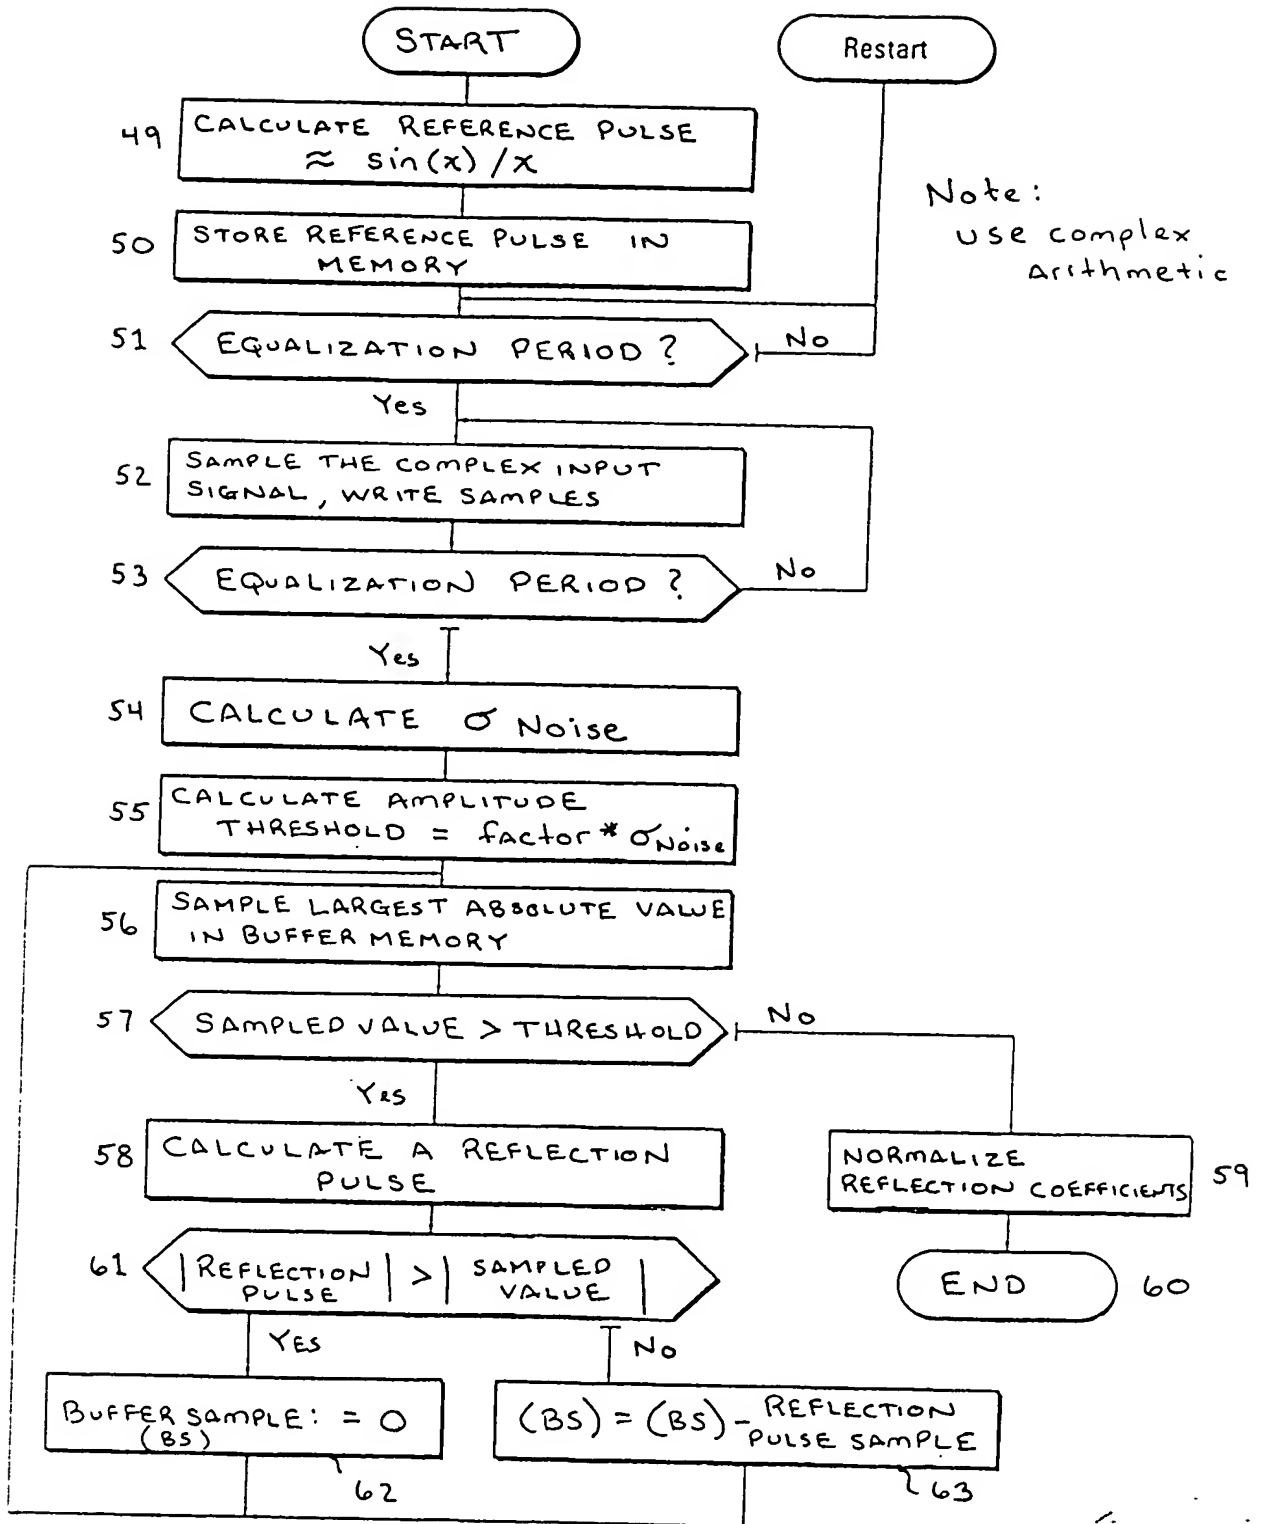 START
Restart
49
CALCULATE REFERENCE PULSE
≈ sin(x) /x
Note:
use complex
Arithmetic
50
STORE REFERENCE PULSE IN
MEMORY
51
EQUALIZATION PERIOD?
No
Yes
52
SAMPLE THE COMPLEX INPUT
SIGNAL, WRITE SAMPLES
53
EQUALIZATION PERIOD?
No
Yes
54
CALCULATE σ Noise
55
CALCULATE AMPLITUDE
THRESHOLD = fActor * σ Noise
56
SAMPLE LARGEST ABSOLUTE VALUE
IN BUFFER MEMORY
57
SAMPLED VALUE > THRESHOLD
No
Yes
58
CALCULATE A REFLECTION
PULSE
NORMALIZE
REFLECTION COEFFICIENTS
59
61
|REFLECTION PULSE| > |SAMPLED VALUE|
END
60
YES
No
BUFFER SAMPLE: = 0
(BS)
62
(BS) = (BS) - REFLECTION
PULSE SAMPLE
63